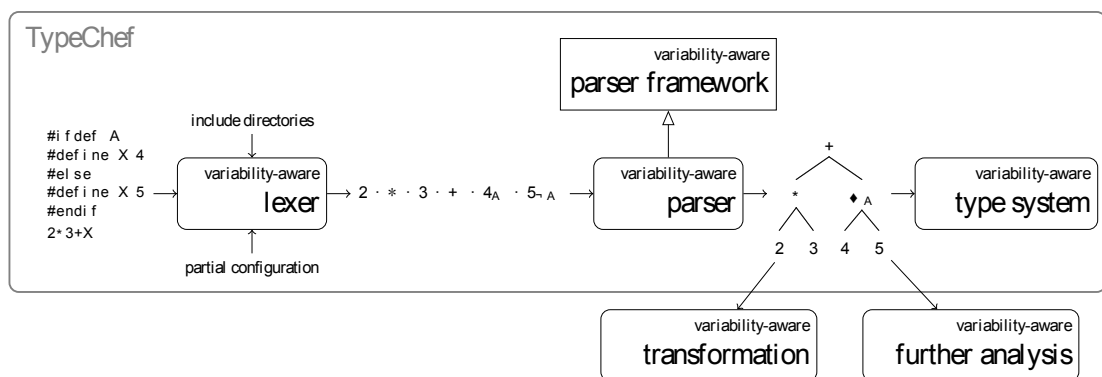 TypeChef
variability-aware
parser framework
include directories
#ifdef A
#define X 4
#else
#define X 5
#endif
2*3+X
variability-aware
lexer
2 · * · 3 · + · 4A · 5¬A
variability-aware
parser
+
* ♦A
2 3 4 5
variability-aware
type system
partial configuration
variability-aware
transformation
variability-aware
further analysis